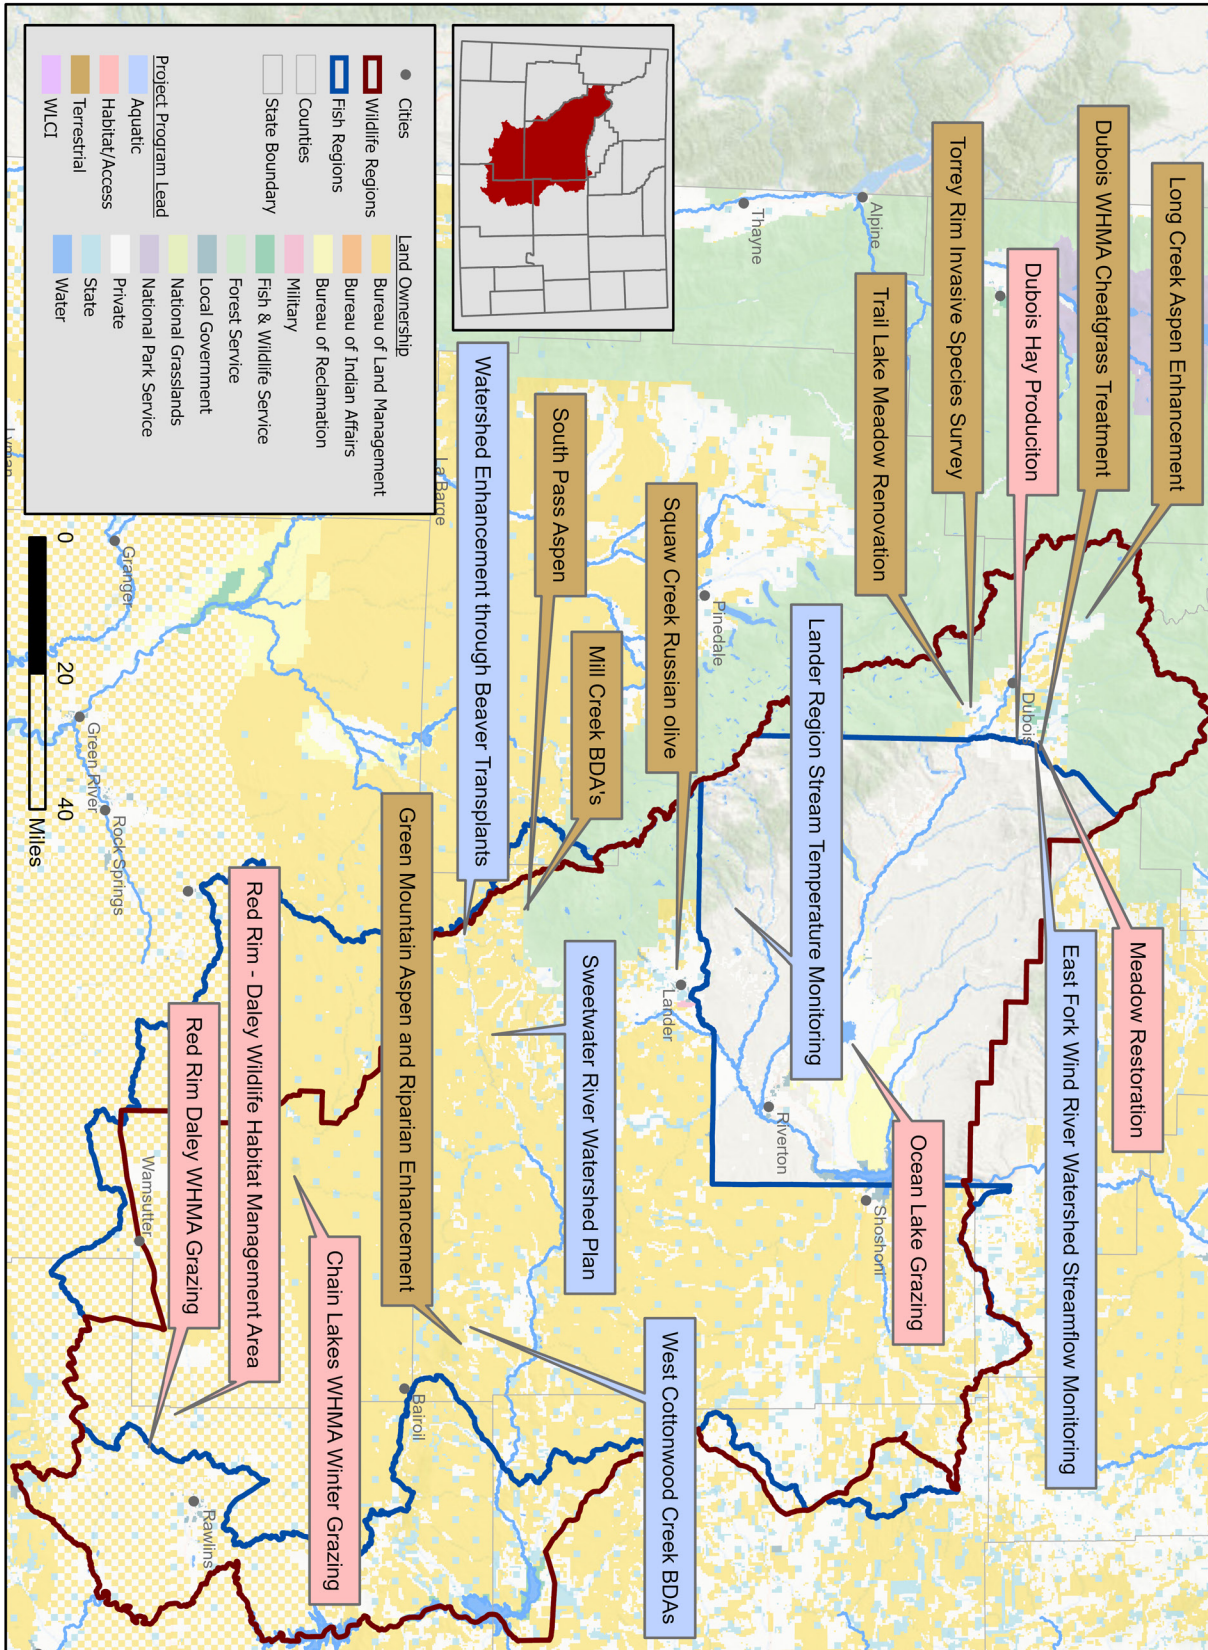 Long Creek Aspen Enhancement
Dubois WHMA Cheatgrass Treatment
Dubois Hay Produciton
Torrey Rim Invasive Species Survey
Trail Lake Meadow Renovation
Meadow Restoration
East Fork Wind River Watershed Streamflow Monitoring
Ocean Lake Grazing
Lander Region Stream Temperature Monitoring
Squaw Creek Russian olive
West Cottonwood Creek BDAs
Mill Creek BDA's
South Pass Aspen
Sweetwater River Watershed Plan
Watershed Enhancement through Beaver Transplants
Green Mountain Aspen and Riparian Enhancement
Chain Lakes WHMA Winter Grazing
Red Rim - Daley Wildlife Habitat Management Area
Red Rim Daley WHMA Grazing
Alpine
Thayne
Dubois
Pinedale
Lander
Riverton
Shoshoni
La Barge
Lyman
Granger
Green River
Rock Springs
Wamsutter
Bairoil
Rawlins
Cities
Wildlife Regions
Fish Regions
Counties
State Boundary
Project Program Lead
Aquatic
Habitat/Access
Terrestrial
WLCI
Land Ownership
Bureau of Land Management
Bureau of Indian Affairs
Bureau of Reclamation
Military
Fish & Wildlife Service
Forest Service
Local Government
National Grasslands
National Park Service
Private
State
Water
0 20 40
Miles